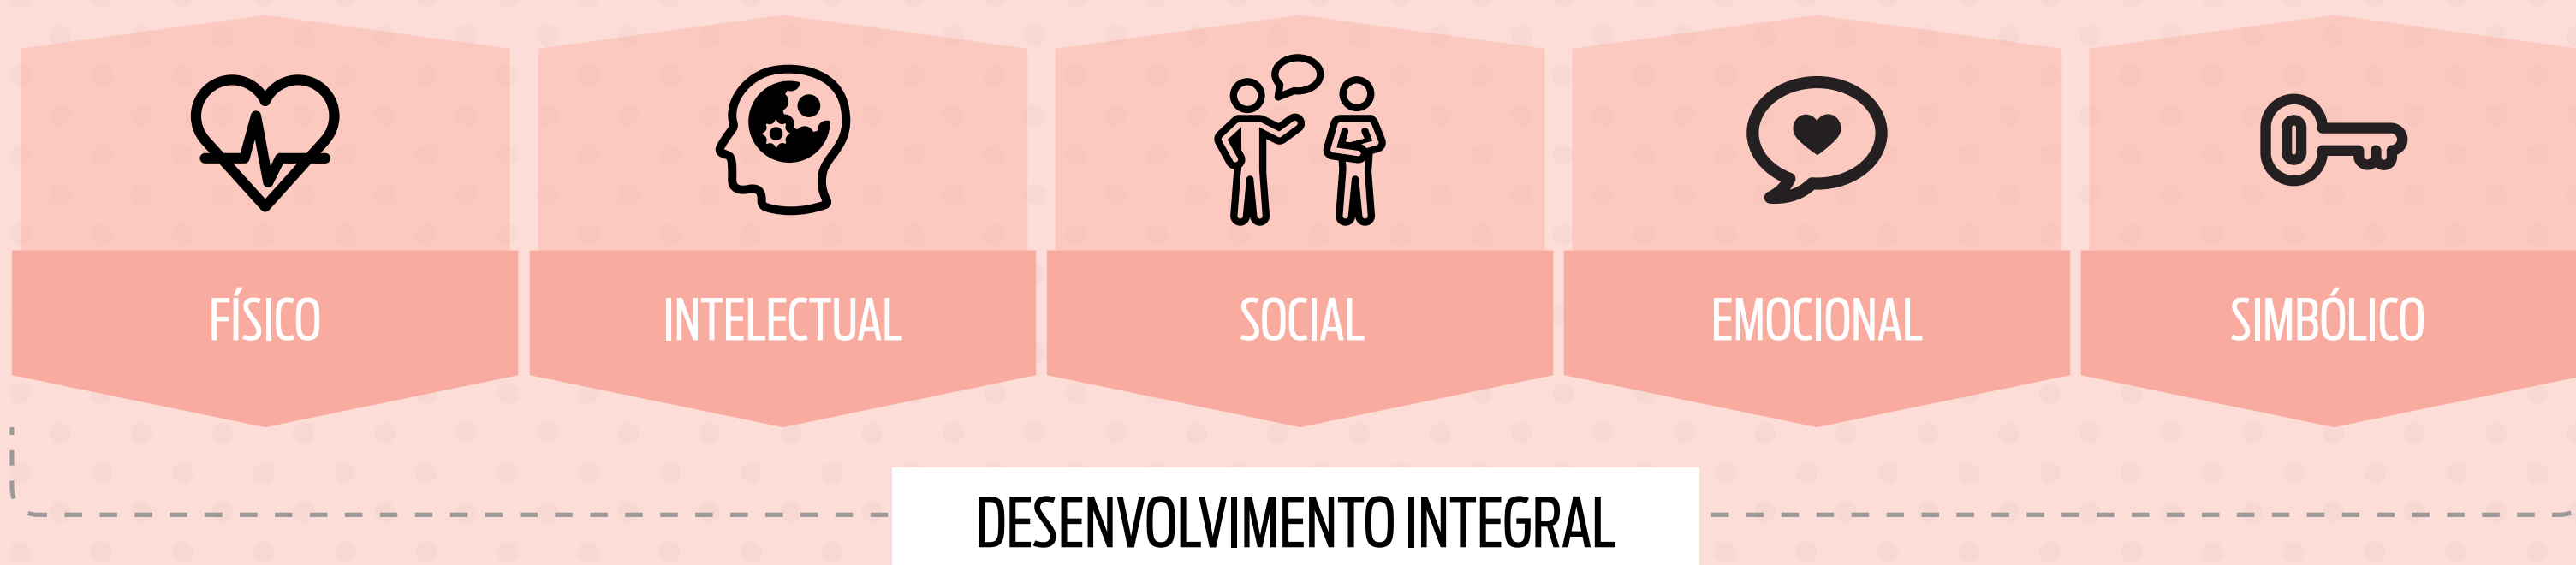 FÍSICO
INTELECTUAL
SOCIAL
EMOCIONAL
SIMBÓLICO
DESENVOLVIMENTO INTEGRAL